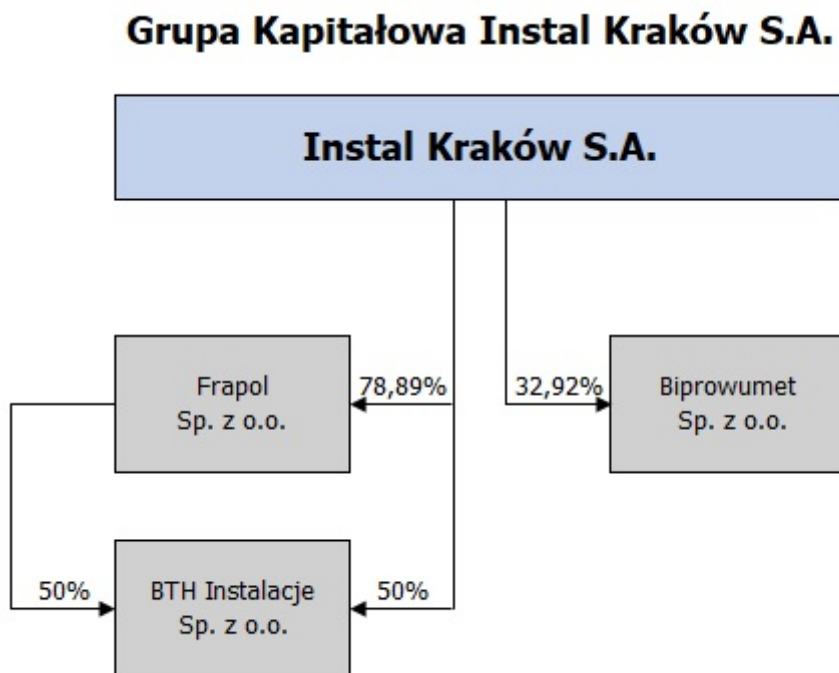 Grupa Kapitałowa Instal Kraków S.A.
Instal Kraków S.A.
Frapol
Sp. z o.o.
78,89%
32,92%
Biprowumet
Sp. z o.o.
50%
BTH Instalacje
Sp. z o.o.
50%